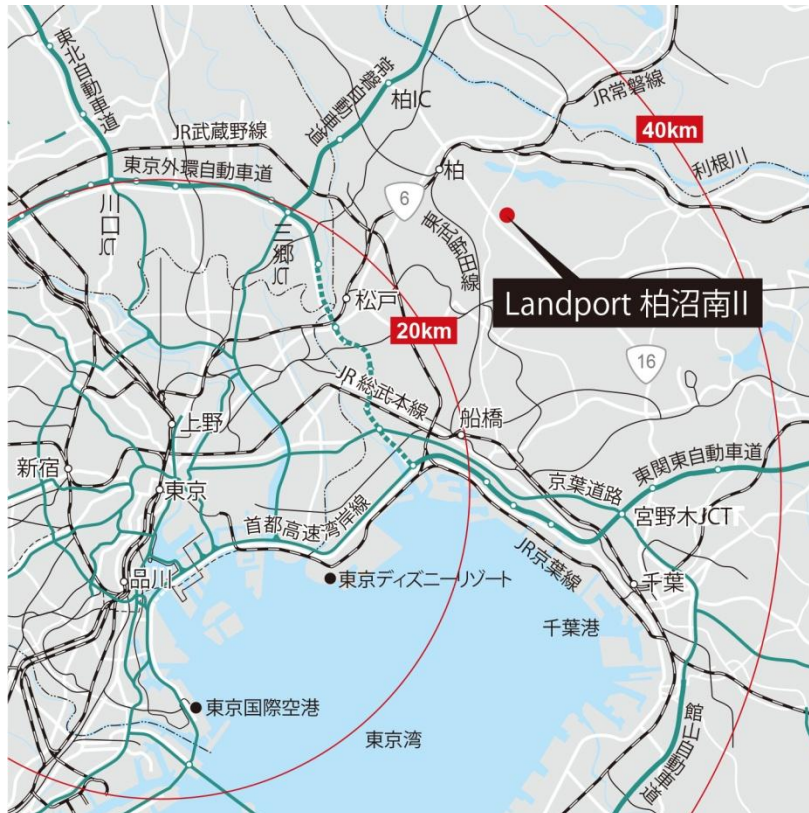 東北自動車道
常磐自動車道
柏IC
JR常磐線
JR武蔵野線
40km
東京外環自動車道
利根川
柏
6
川口JCT
三郷JCT
東武野田線
松戸
Landport 柏沼南II
20km
16
JR総武本線
船橋
上野
新宿
東京
京葉道路
東関東自動車道
首都高速湾岸線
宮野木JCT
品川
東京ディズニーリゾート
JR京葉線
千葉
千葉港
東京国際空港
東京湾
館山自動車道